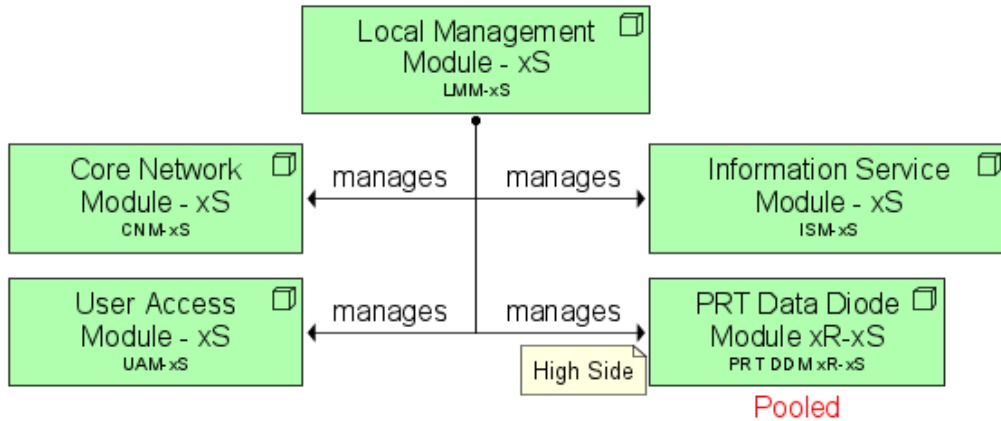 Local Management
Module - xS
LMM-xS
Core Network
Module - xS
CNM-xS
manages
manages
Information Service
Module - xS
ISM-xS
User Access
Module - xS
UAM-xS
manages
manages
PRT Data Diode
Module xR-xS
PRT DDM xR-xS
High Side
Pooled